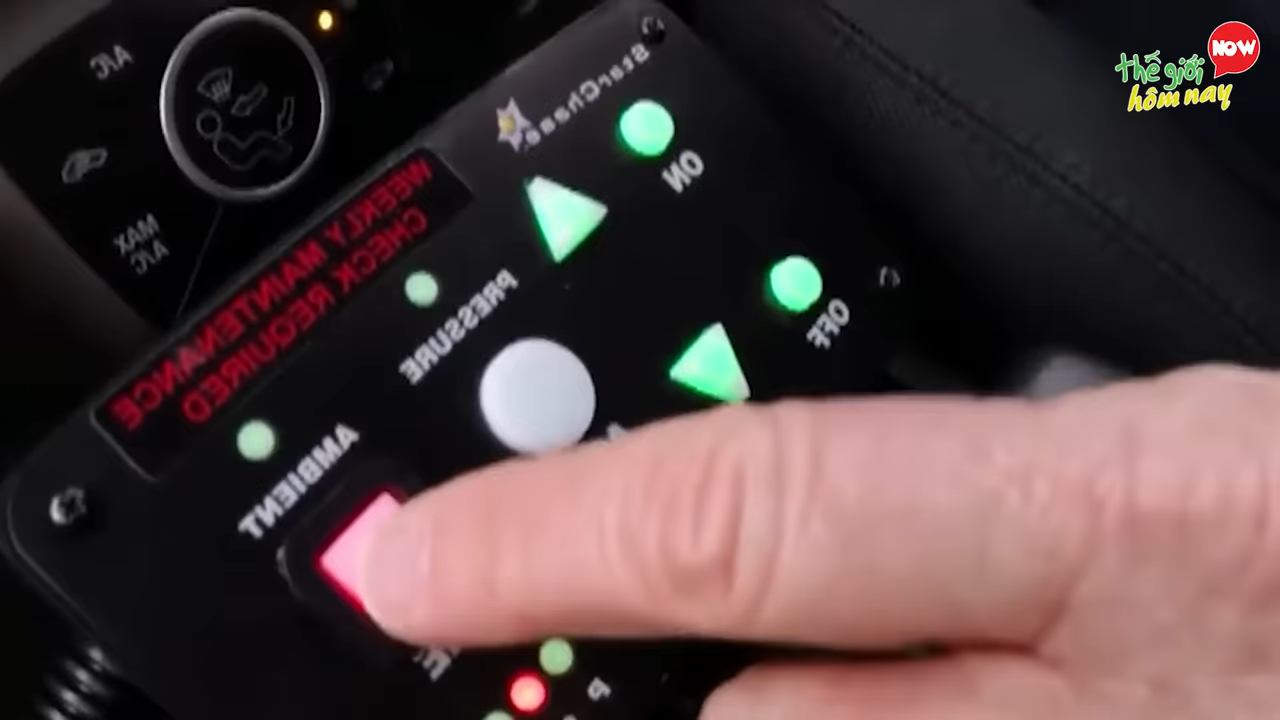 thế giới
hôm nay
NOW
A/C
MAX
A/C
StarChase
ON
OFF
WEEKLY MAINTENANCE
CHECK REQUIRED
PRESSURE
AMBIENT
P